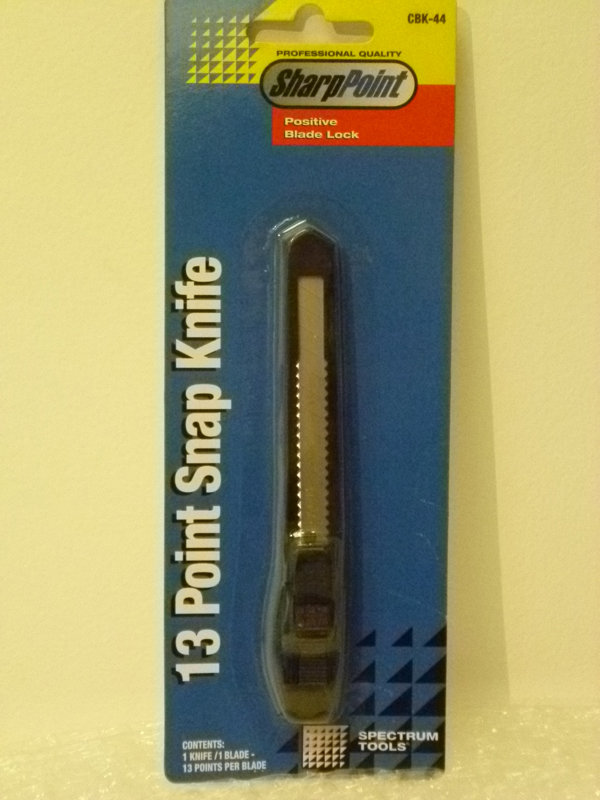 CBK-44
PROFESSIONAL QUALITY
SharpPoint
Positive
Blade Lock
13 Point Snap Knife
CONTENTS:
1 KNIFE /1 BLADE -
13 POINTS PER BLADE
SPECTRUM
TOOLS